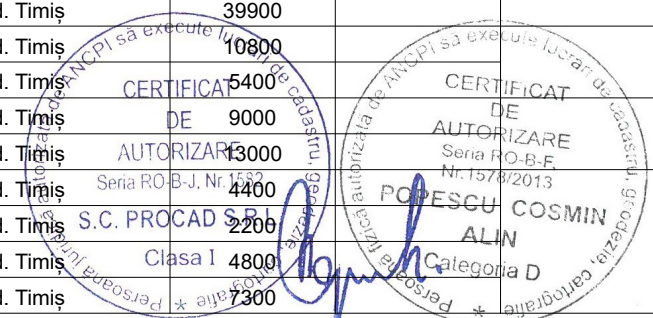 d. Timiș 39900
d. Timiș 10800
d. Timiș 5400
d. Timiș 9000
d. Timiș 13000
d. Timiș 4400
d. Timiș 2200
d. Timiș 4800
d. Timiș 7300
Persoană juridică autorizată de ANCPI să execute lucrări de cadastru, geodezie, cartografie *
CERTIFICAT
DE
AUTORIZARE
Seria RO-B-J, Nr. 1582
S.C. PROCAD S.R.L.
Clasa I
Persoană fizică autorizată de ANCPI să execute lucrări de cadastru, geodezie, cartografie *
CERTIFICAT
DE
AUTORIZARE
Seria RO-B-F,
Nr. 1578/2013
POPESCU COSMIN
ALIN
Categoria D